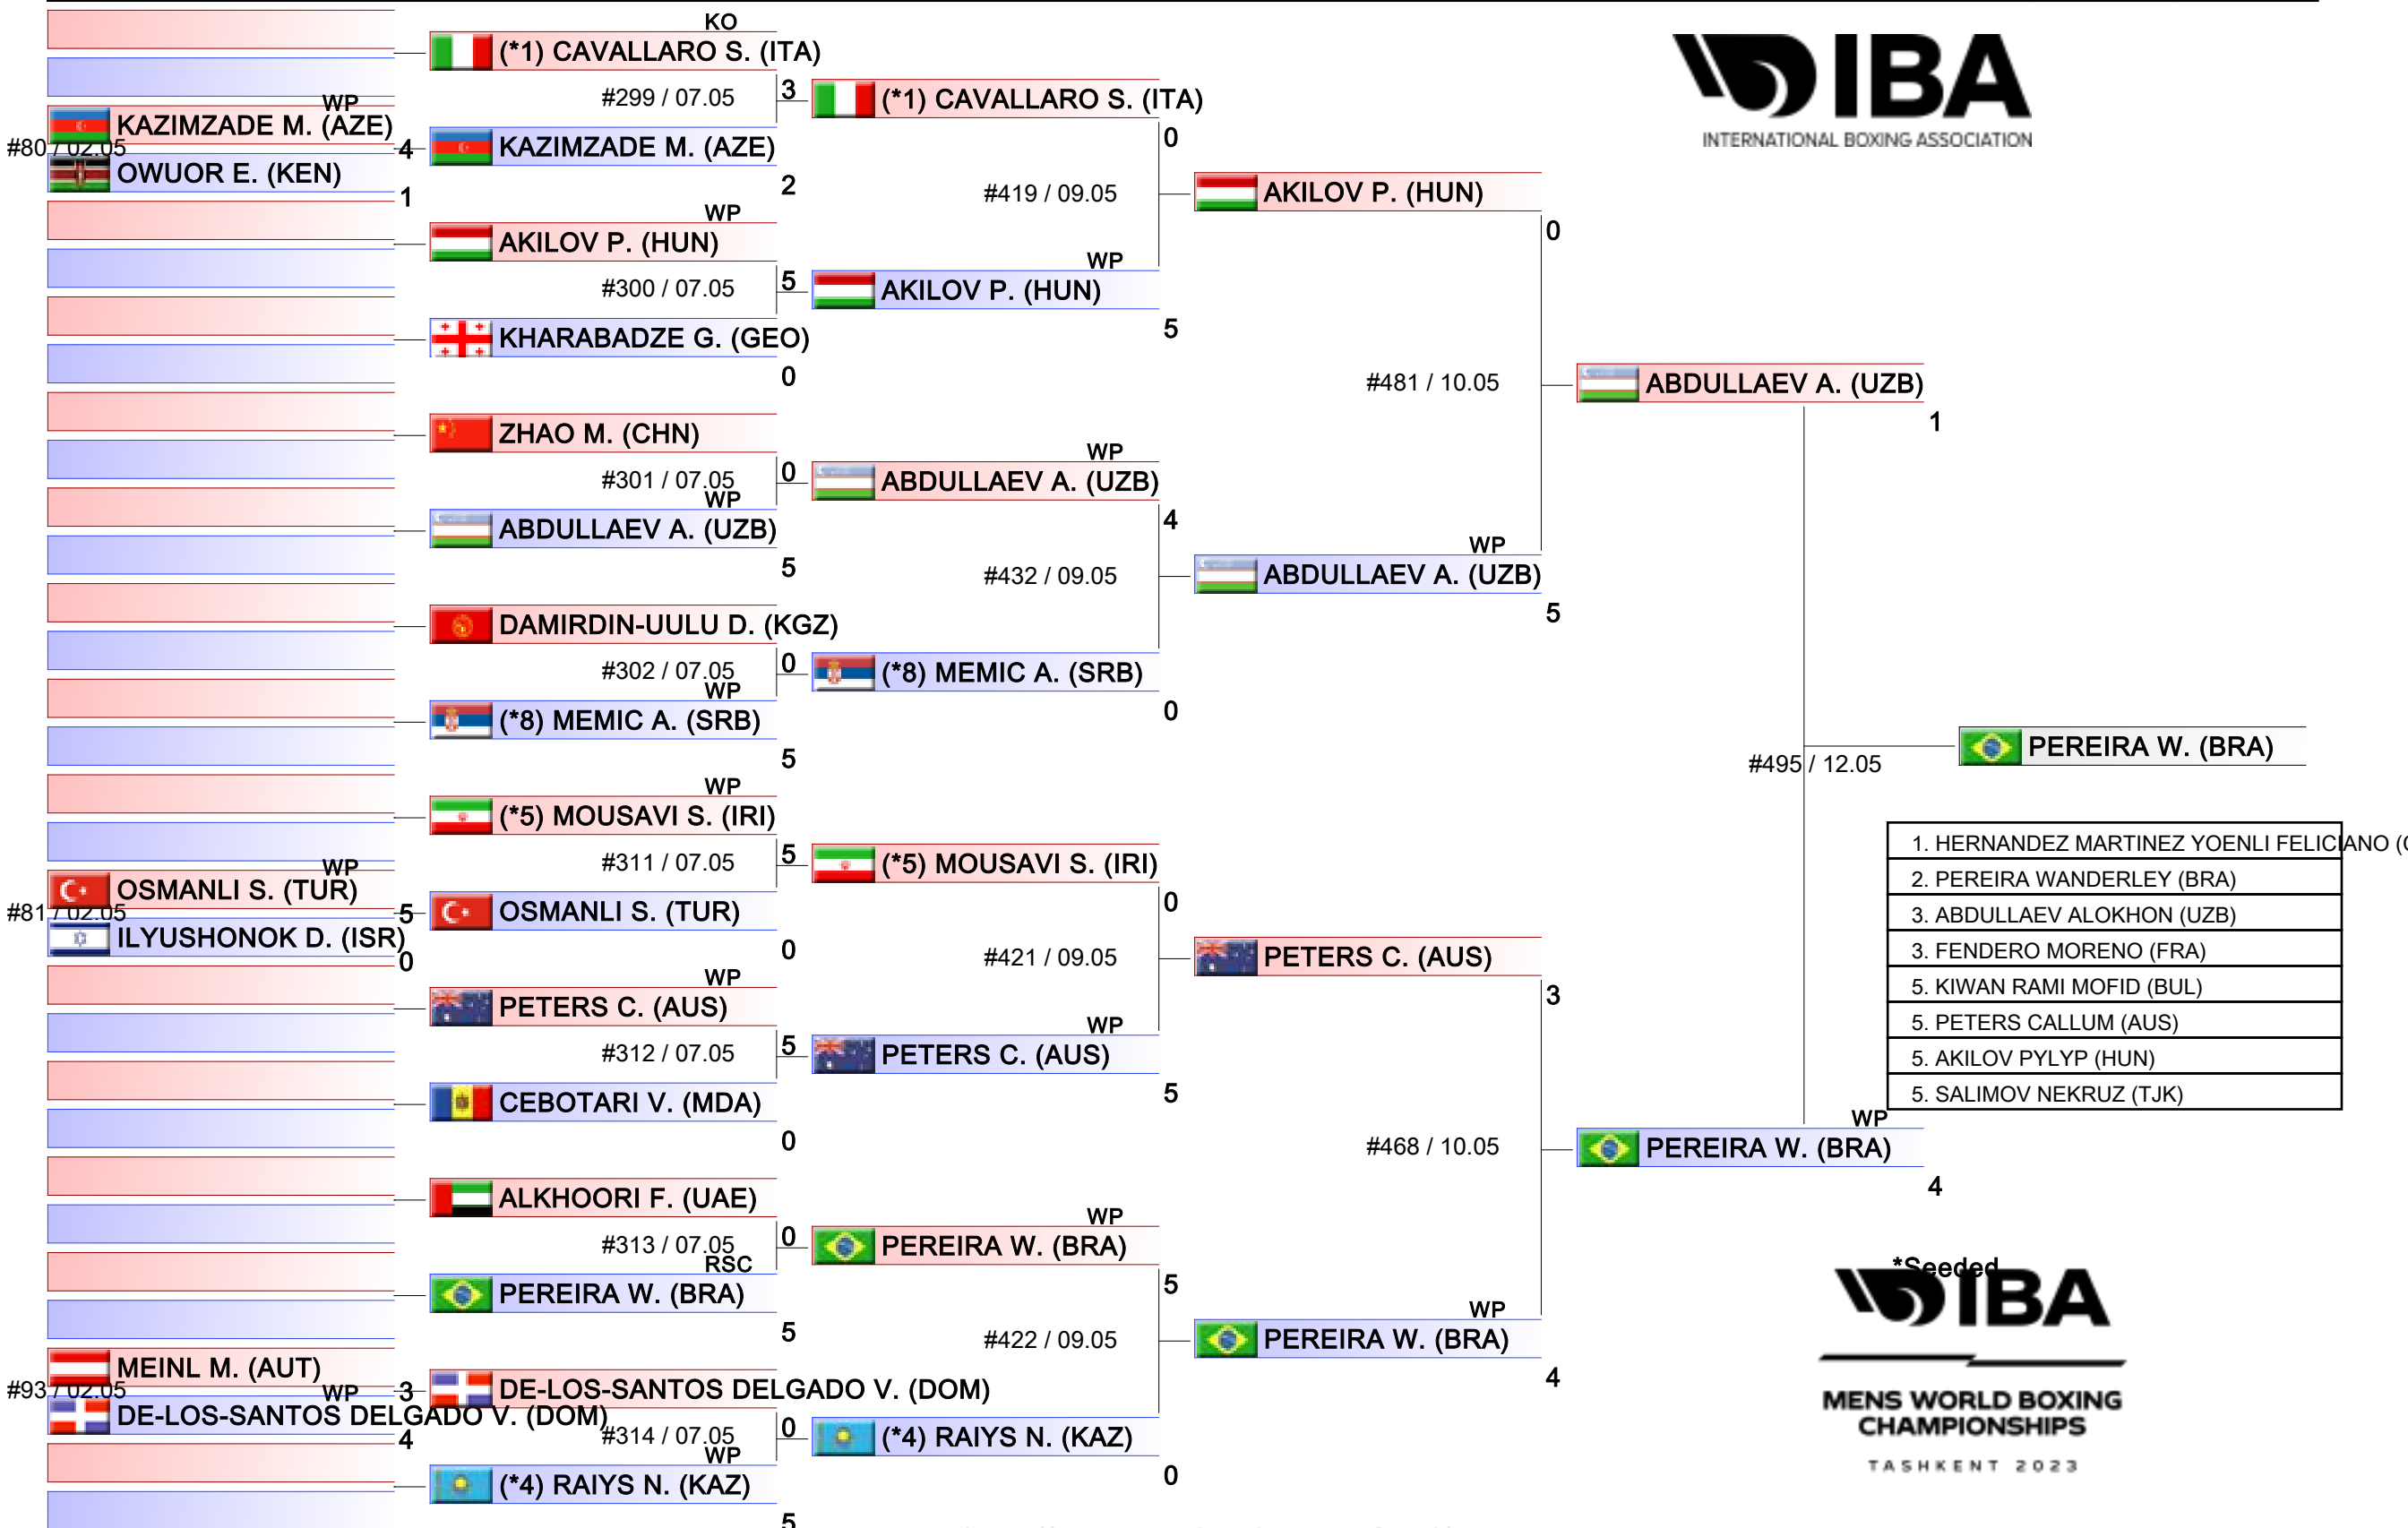 KO
(*1) CAVALLARO S. (ITA)
#299 / 07.05
3
(*1) CAVALLARO S. (ITA)
IBA
INTERNATIONAL BOXING ASSOCIATION
WP
KAZIMZADE M. (AZE)
#80 / 02.05
4
KAZIMZADE M. (AZE)
0
OWUOR E. (KEN)
1
2
#419 / 09.05
AKILOV P. (HUN)
0
WP
AKILOV P. (HUN)
WP
#300 / 07.05
5
AKILOV P. (HUN)
5
KHARABADZE G. (GEO)
0
#481 / 10.05
ABDULLAEV A. (UZB)
1
ZHAO M. (CHN)
WP
#301 / 07.05
0
ABDULLAEV A. (UZB)
WP
4
ABDULLAEV A. (UZB)
5
WP
#432 / 09.05
ABDULLAEV A. (UZB)
5
DAMIRDIN-UULU D. (KGZ)
#302 / 07.05
0
(*8) MEMIC A. (SRB)
WP
0
(*8) MEMIC A. (SRB)
5
#495 / 12.05
PEREIRA W. (BRA)
WP
(*5) MOUSAVI S. (IRI)
#311 / 07.05
5
(*5) MOUSAVI S. (IRI)
0
WP
OSMANLI S. (TUR)
#81 / 02.05
5
OSMANLI S. (TUR)
ILYUSHONOK D. (ISR)
0
0
#421 / 09.05
PETERS C. (AUS)
3
WP
PETERS C. (AUS)
WP
#312 / 07.05
5
PETERS C. (AUS)
5
CEBOTARI V. (MDA)
0
1. HERNANDEZ MARTINEZ YOENLI FELICIANO (
2. PEREIRA WANDERLEY (BRA)
3. ABDULLAEV ALOKHON (UZB)
3. FENDERO MORENO (FRA)
5. KIWAN RAMI MOFID (BUL)
5. PETERS CALLUM (AUS)
5. AKILOV PYLYP (HUN)
5. SALIMOV NEKRUZ (TJK)
#468 / 10.05
WP
PEREIRA W. (BRA)
4
ALKHOORI F. (UAE)
WP
#313 / 07.05
0
PEREIRA W. (BRA)
RSC
5
PEREIRA W. (BRA)
5
WP
#422 / 09.05
PEREIRA W. (BRA)
4
MEINL M. (AUT)
#93 / 02.05
3
DE-LOS-SANTOS DELGADO V. (DOM)
WP
DE-LOS-SANTOS DELGADO V. (DOM)
4
#314 / 07.05
0
(*4) RAIYS N. (KAZ)
WP
0
(*4) RAIYS N. (KAZ)
5
*Seeded
IBA
MENS WORLD BOXING
CHAMPIONSHIPS
TASHKENT 2023